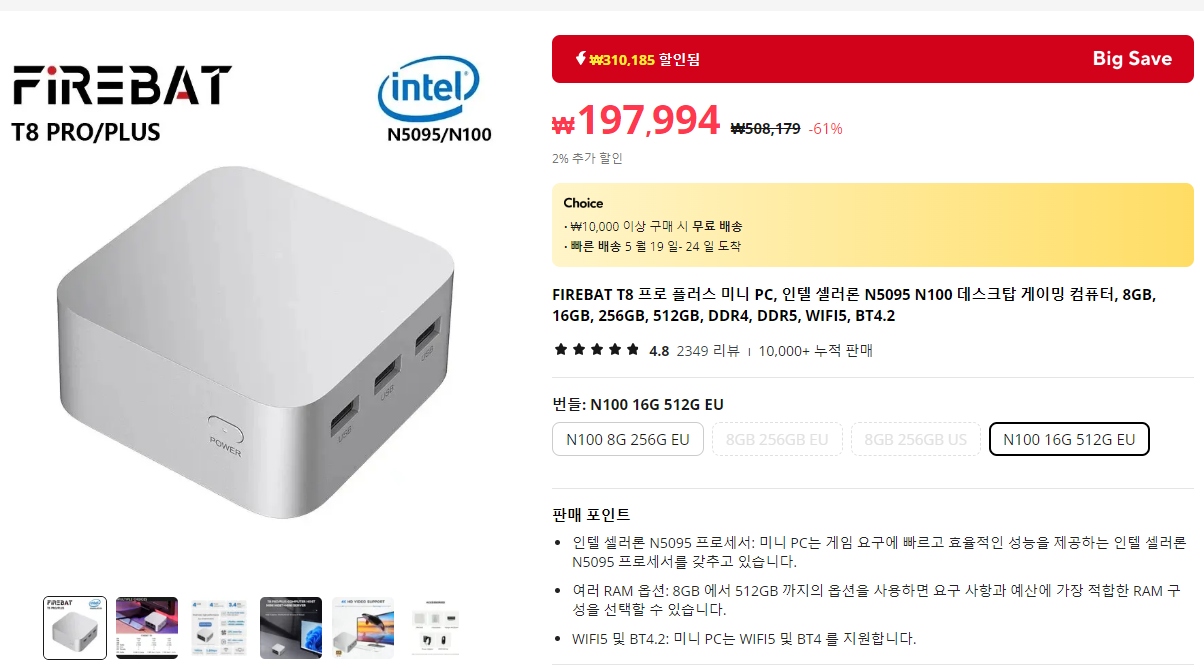 FIREBAT
T8 PRO/PLUS
intel
N5095/N100
USB
USB
USB
POWER
₩310,185 할인됨
Big Save
₩197,994 ₩508,179 -61%
2% 추가 할인
Choice
· ₩10,000 이상 구매 시 무료 배송
· 빠른 배송 5 월 19 일- 24 일 도착
FIREBAT T8 프로 플러스 미니 PC, 인텔 셀러론 N5095 N100 데스크탑 게이밍 컴퓨터, 8GB,
16GB, 256GB, 512GB, DDR4, DDR5, WIFI5, BT4.2
4.8 2349 리뷰 | 10,000+ 누적 판매
번들: N100 16G 512G EU
N100 8G 256G EU
8GB 256GB EU
8GB 256GB US
N100 16G 512G EU
판매 포인트
• 인텔 셀러론 N5095 프로세서: 미니 PC는 게임 요구에 빠르고 효율적인 성능을 제공하는 인텔 셀러론
N5095 프로세서를 갖추고 있습니다.
• 여러 RAM 옵션: 8GB 에서 512GB 까지의 옵션을 사용하면 요구 사항과 예산에 가장 적합한 RAM 구
성을 선택할 수 있습니다.
• WIFI5 및 BT4.2: 미니 PC는 WIFI5 및 BT4 를 지원합니다.